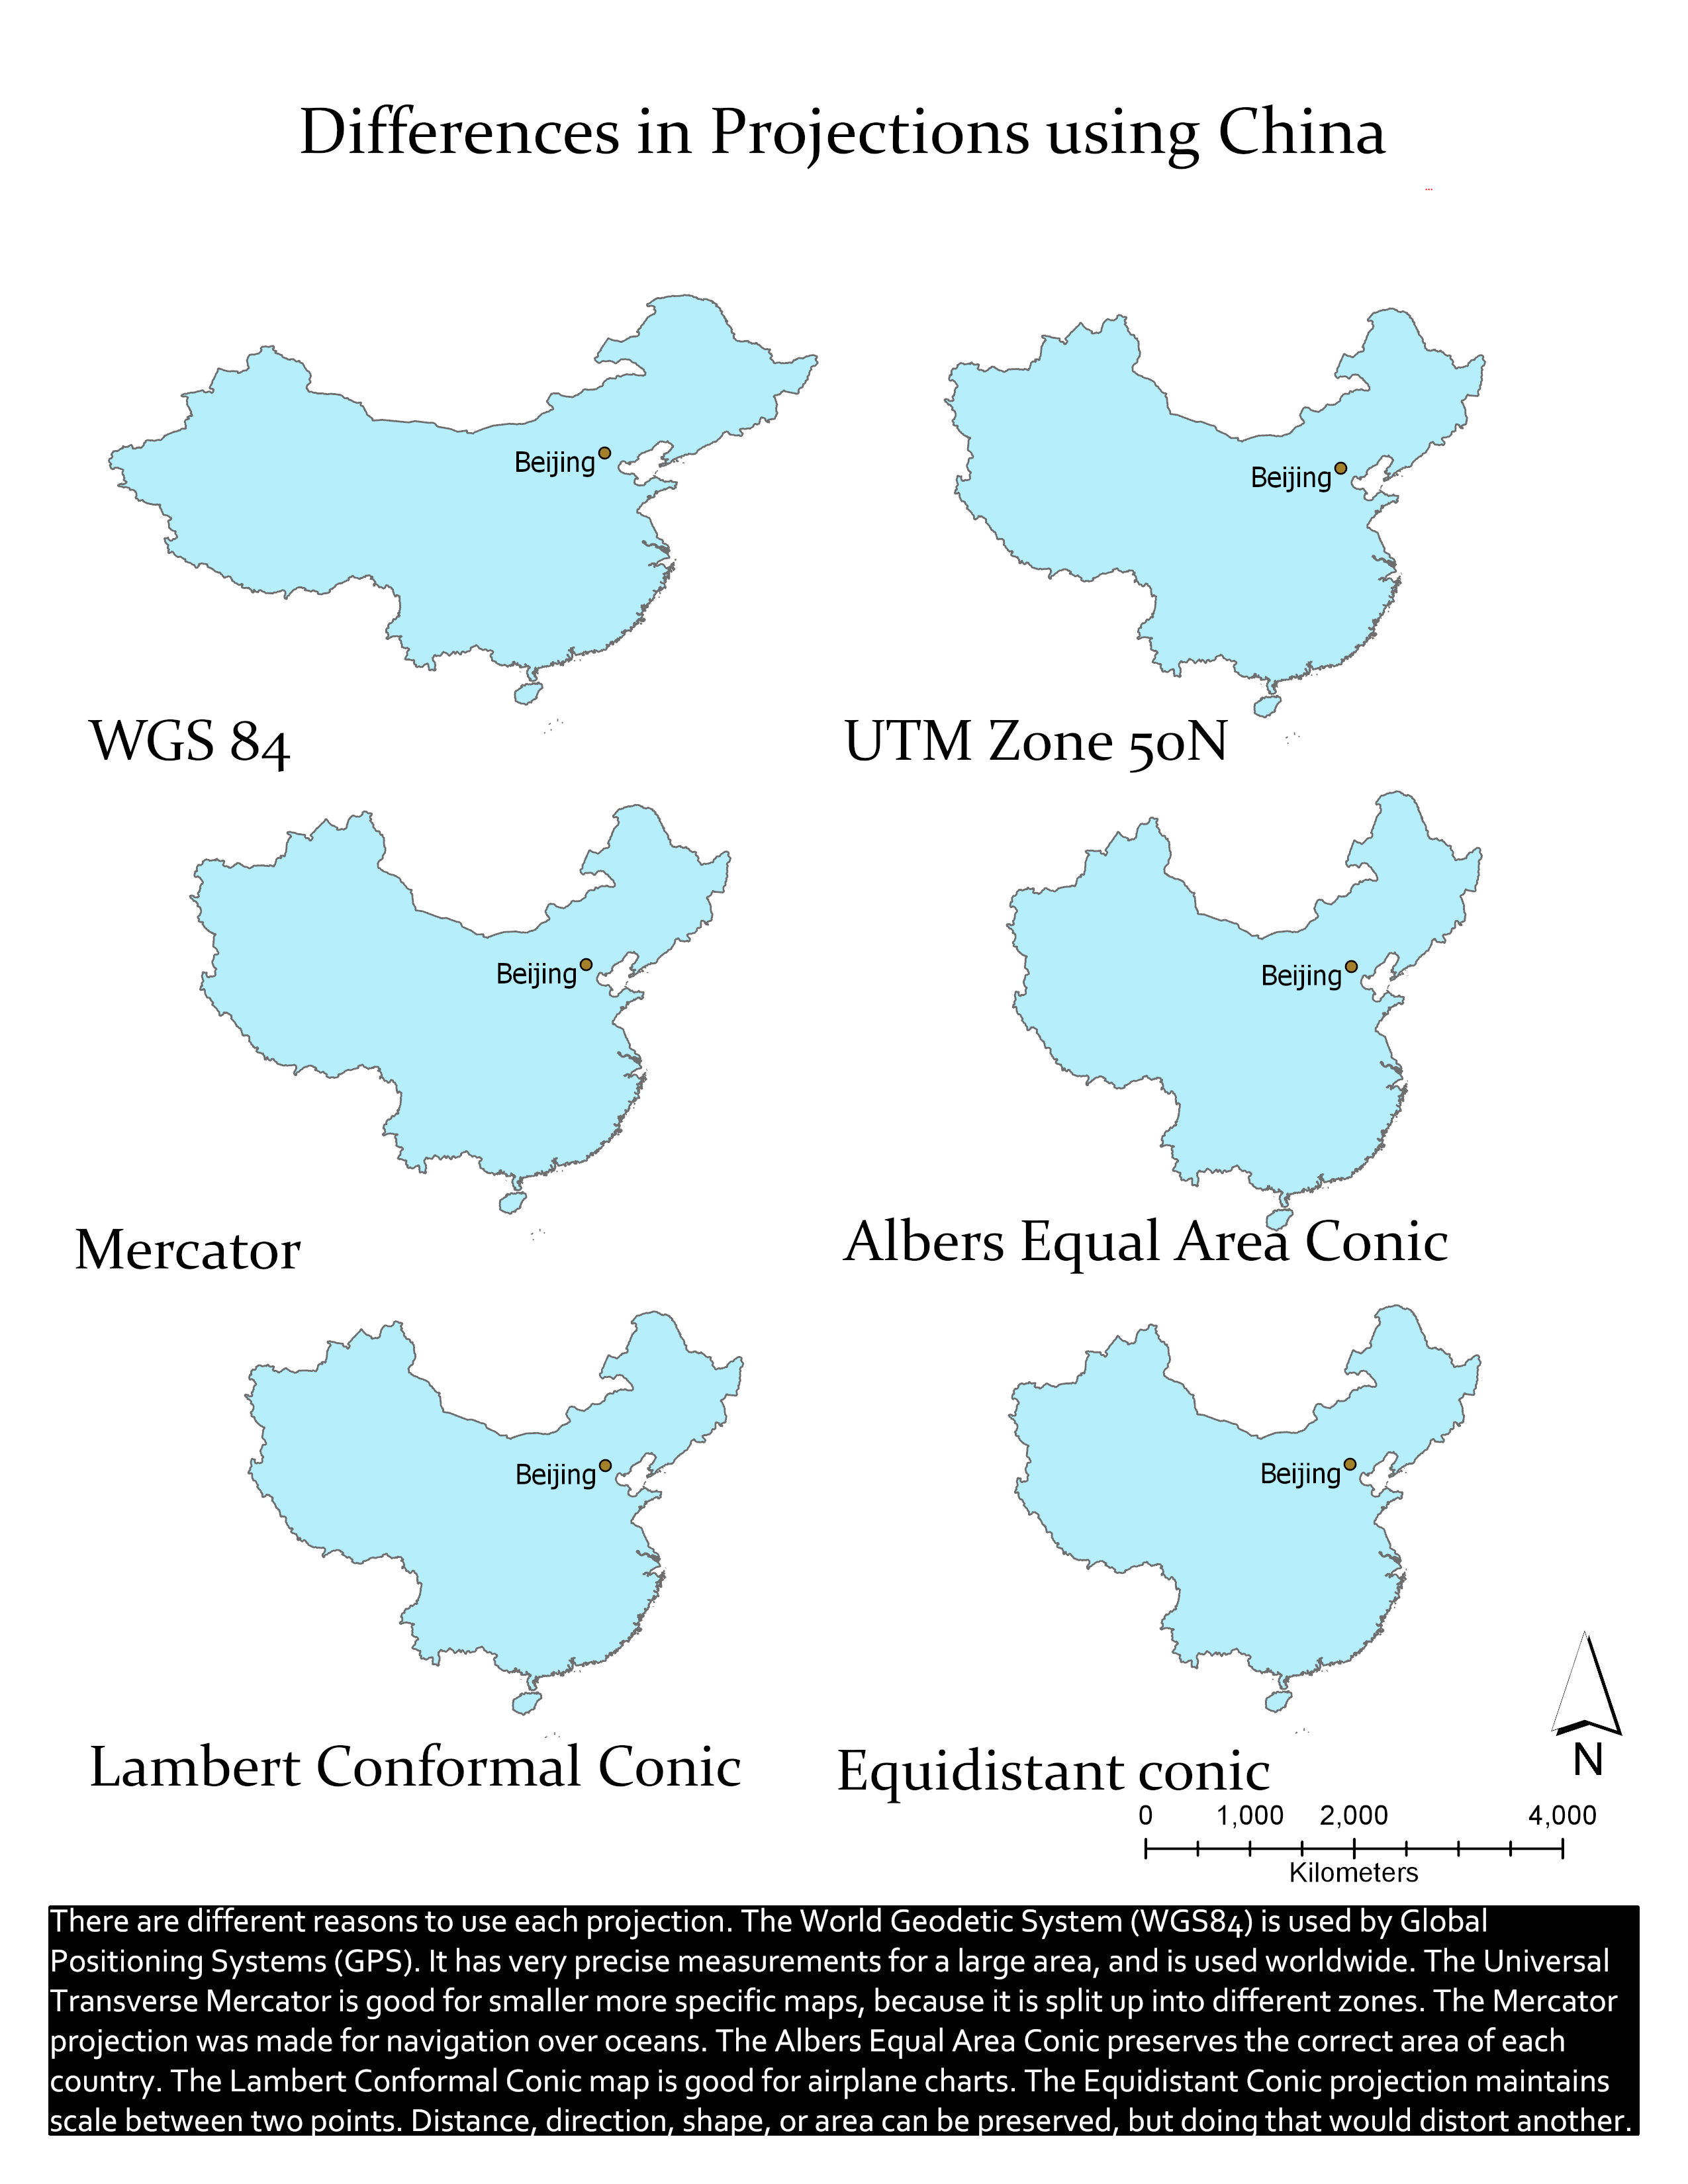 Differences in Projections using China
...
Beijing
Beijing
WGS 84
UTM Zone 50N
Beijing
Beijing
Mercator
Albers Equal Area Conic
Beijing
Beijing
N
Lambert Conformal Conic
Equidistant conic
0 1,000 2,000 4,000
Kilometers
There are different reasons to use each projection. The World Geodetic System (WGS84) is used by Global
Positioning Systems (GPS). It has very precise measurements for a large area, and is used worldwide. The Universal
Transverse Mercator is good for smaller more specific maps, because it is split up into different zones. The Mercator
projection was made for navigation over oceans. The Albers Equal Area Conic preserves the correct area of each
country. The Lambert Conformal Conic map is good for airplane charts. The Equidistant Conic projection maintains
scale between two points. Distance, direction, shape, or area can be preserved, but doing that would distort another.